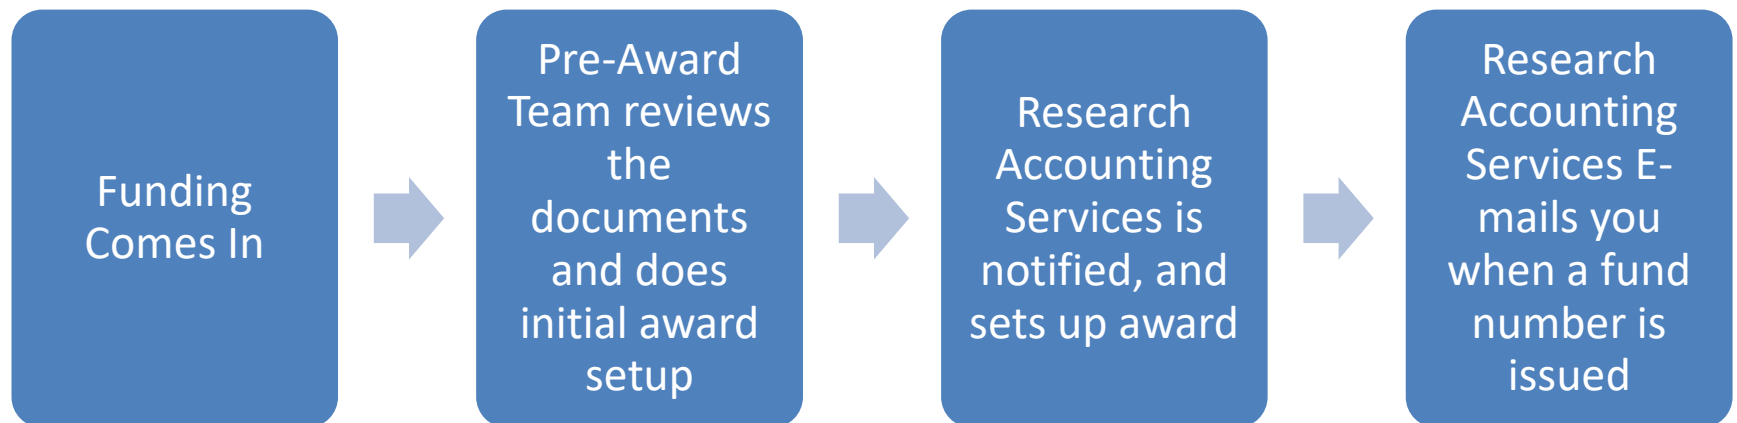 Funding
Comes In
Pre-Award
Team reviews
the
documents
and does
initial award
setup
Research
Accounting
Services is
notified, and
sets up award
Research
Accounting
Services E-
mails you
when a fund
number is
issued